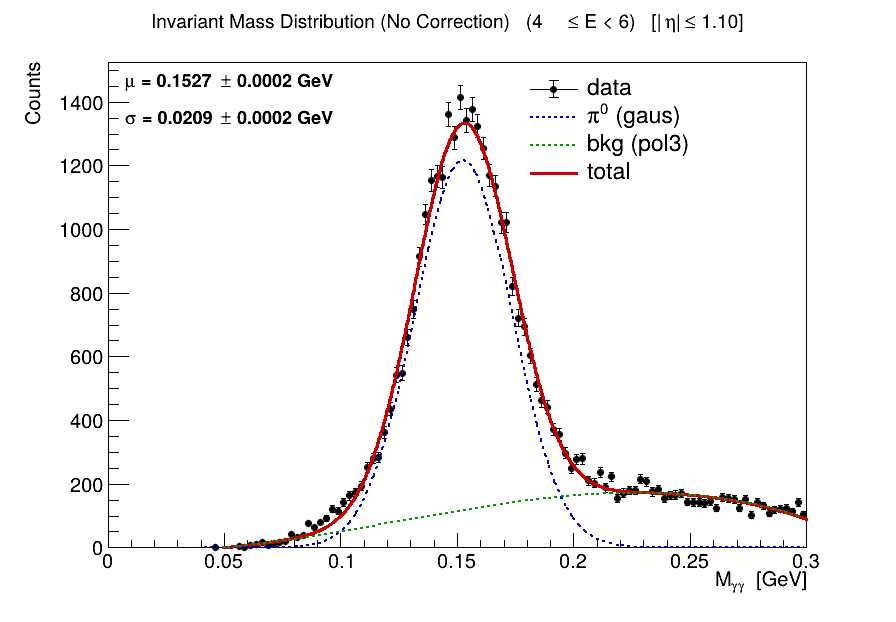 Invariant Mass Distribution (No Correction) (4 ≤ E < 6) [|η| ≤ 1.10]
μ = 0.1527 ± 0.0002 GeV
σ = 0.0209 ± 0.0002 GeV
data
π⁰ (gaus)
bkg (pol3)
total
Counts
1400
1200
1000
800
600
400
200
0
0 0.05 0.1 0.15 0.2 0.25 0.3
Mγγ [GeV]